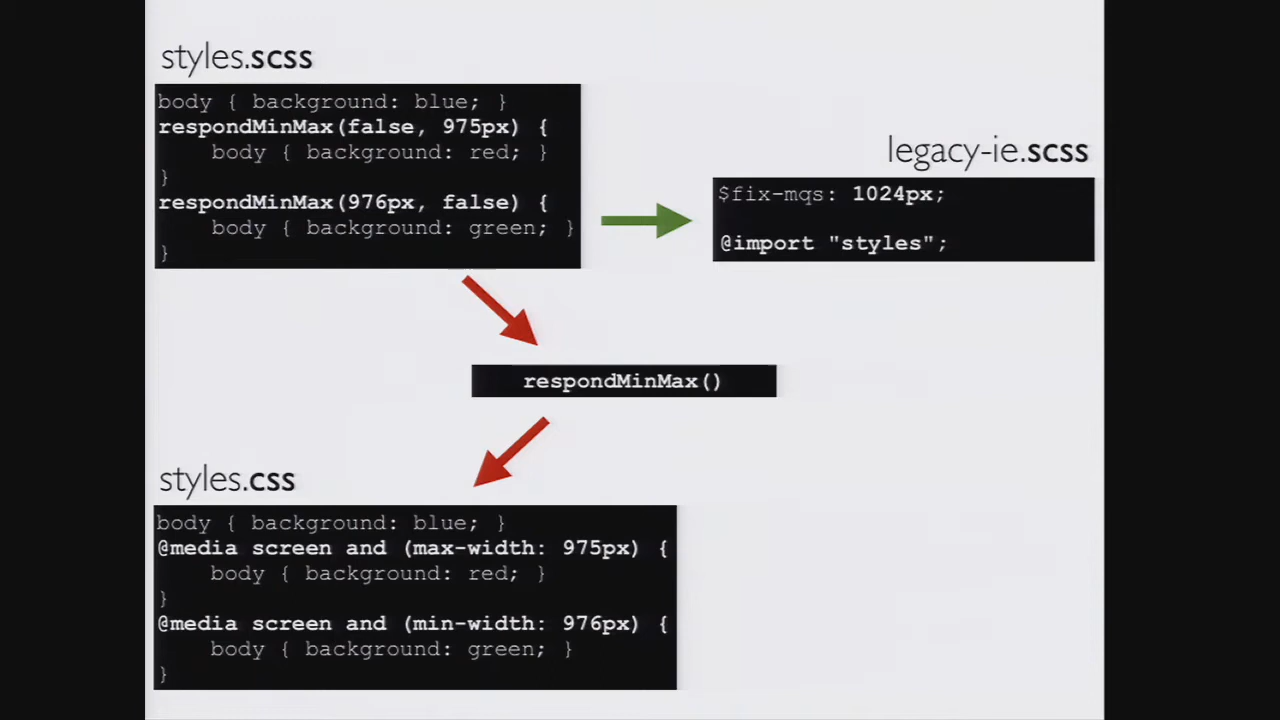 styles.scss
body { background: blue; }
respondMinMax(false, 975px) {
    body { background: red; }
}
respondMinMax(976px, false) {
    body { background: green; }
}
legacy-ie.scss
$fix-mqs: 1024px;
@import "styles";
respondMinMax()
styles.css
body { background: blue; }
@media screen and (max-width: 975px) {
    body { background: red; }
}
@media screen and (min-width: 976px) {
    body { background: green; }
}